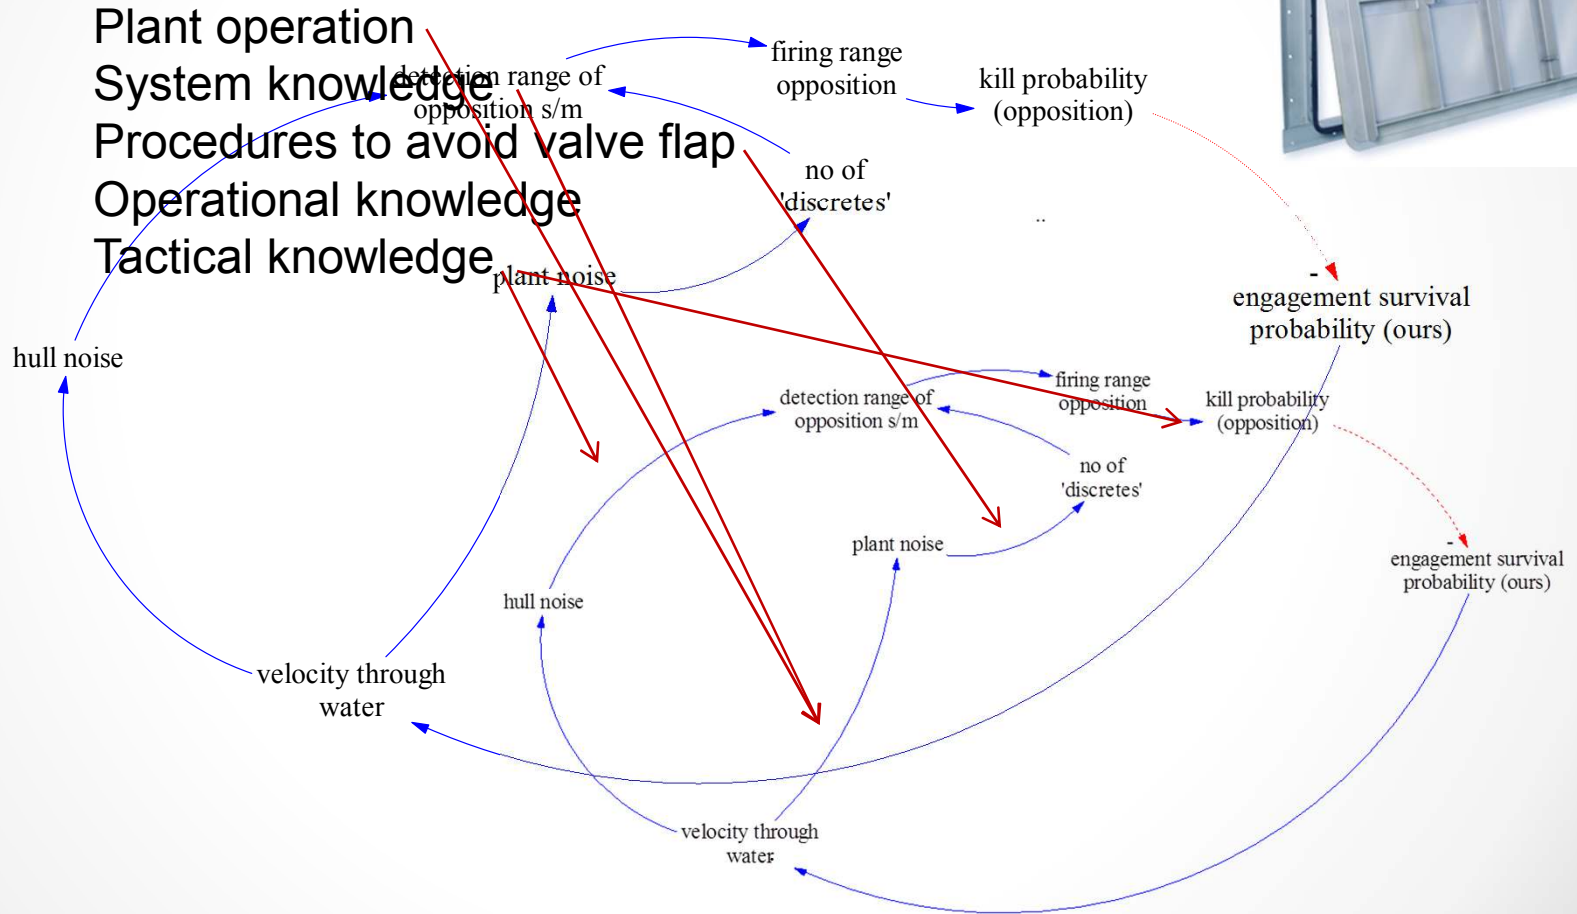 Plant operation
System knowledge
Procedures to avoid valve flap
Operational knowledge
Tactical knowledge
detection range of
opposition s/m
firing range
opposition
kill probability
(opposition)
no of
'discretes'
..
plant noise
hull noise
-
engagement survival
probability (ours)
velocity through
water
detection range of
opposition s/m
firing range
opposition
kill probability
(opposition)
no of
'discretes'
plant noise
hull noise
-
engagement survival
probability (ours)
velocity through
water